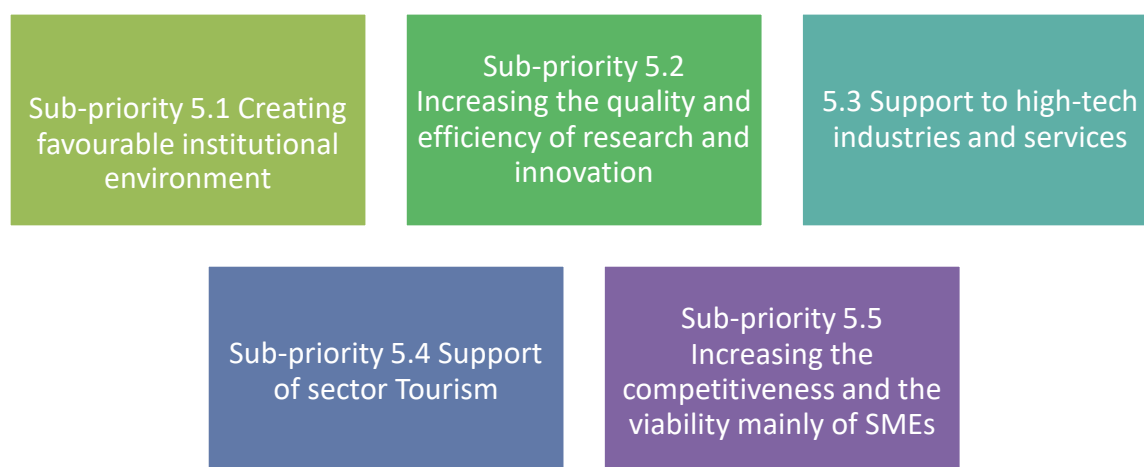 Sub-priority 5.1 Creating
favourable institutional
environment
Sub-priority 5.2
Increasing the quality and
efficiency of research and
innovation
5.3 Support to high-tech
industries and services
Sub-priority 5.4 Support
of sector Tourism
Sub-priority 5.5
Increasing the
competitiveness and the
viability mainly of SMEs